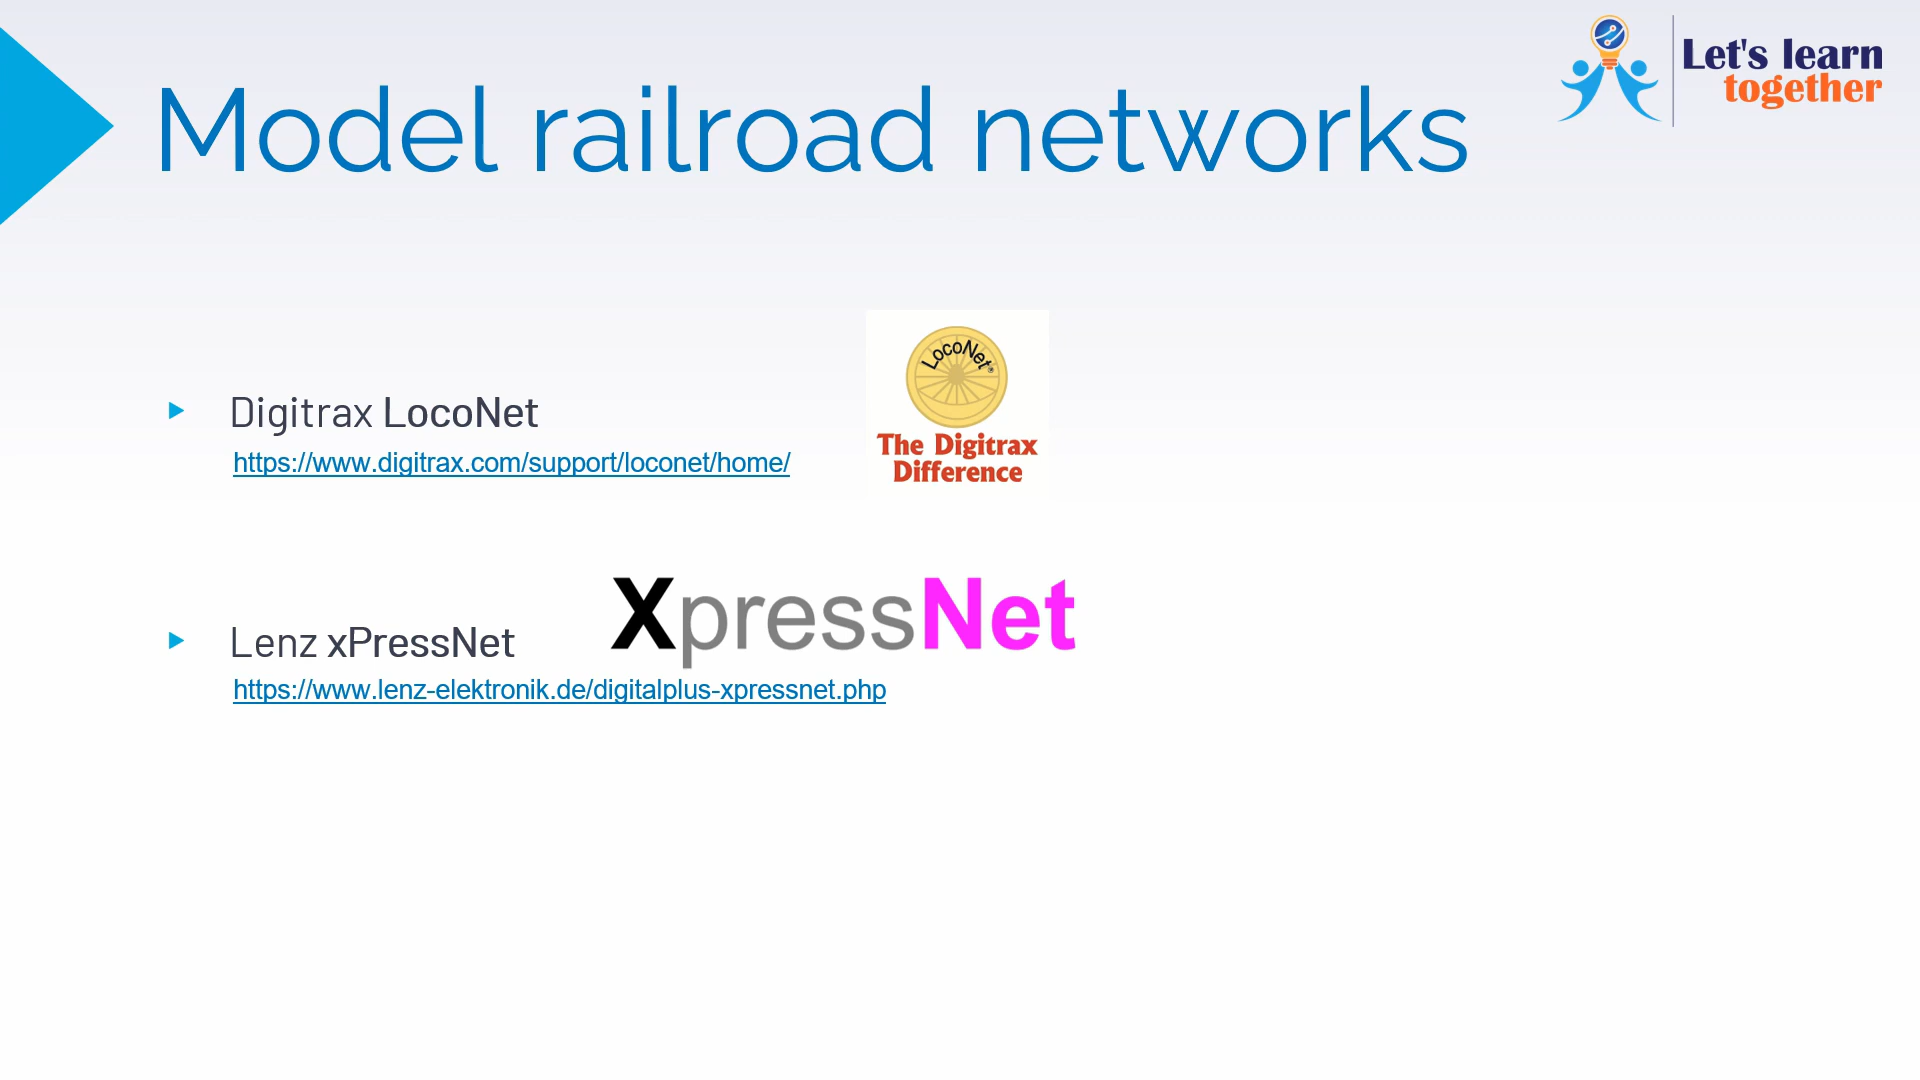 Let's learn
together
Model railroad networks
LocoNet®
The Digitrax
Difference
Digitrax LocoNet
https://www.digitrax.com/support/loconet/home/
XpressNet
Lenz xPressNet
https://www.lenz-elektronik.de/digitalplus-xpressnet.php